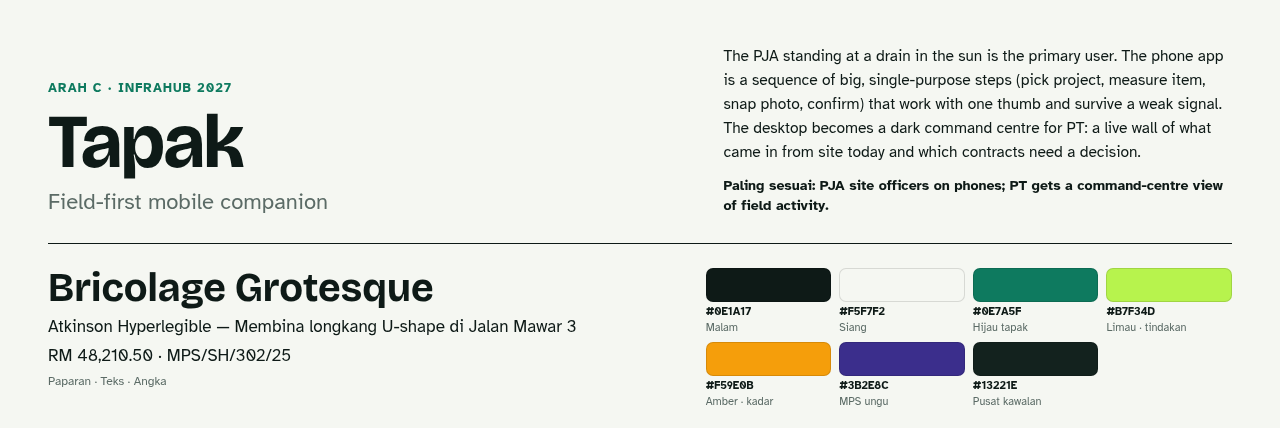 ARAH C · INFRAHUB 2027
Tapak
Field-first mobile companion
The PJA standing at a drain in the sun is the primary user. The phone app
is a sequence of big, single-purpose steps (pick project, measure item,
snap photo, confirm) that work with one thumb and survive a weak signal.
The desktop becomes a dark command centre for PT: a live wall of what
came in from site today and which contracts need a decision.
Paling sesuai: PJA site officers on phones; PT gets a command-centre view
of field activity.
Bricolage Grotesque
Atkinson Hyperlegible — Membina longkang U-shape di Jalan Mawar 3
RM 48,210.50 · MPS/SH/302/25
Paparan · Teks · Angka
#0E1A17
Malam
#F5F7F2
Siang
#0E7A5F
Hijau tapak
#B7F34D
Limau · tindakan
#F59E0B
Amber · kadar
#3B2E8C
MPS ungu
#13221E
Pusat kawalan